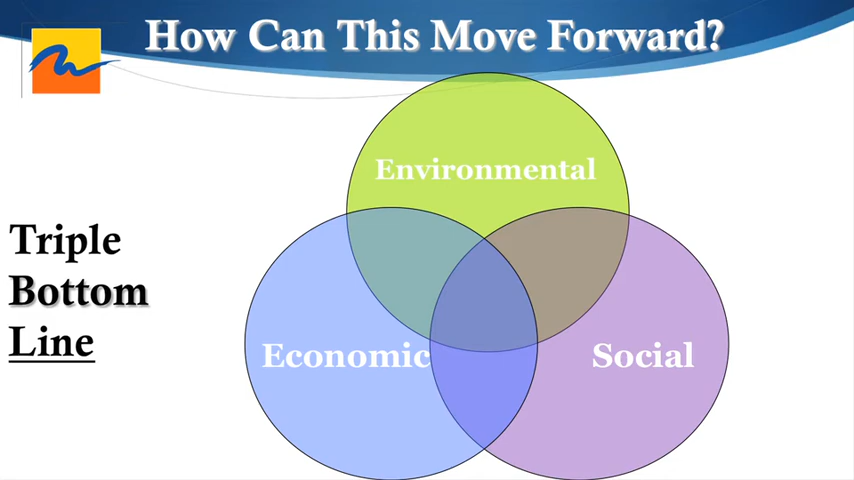 How Can This Move Forward?
Environmental
Triple
Bottom
Line
Economic
Social